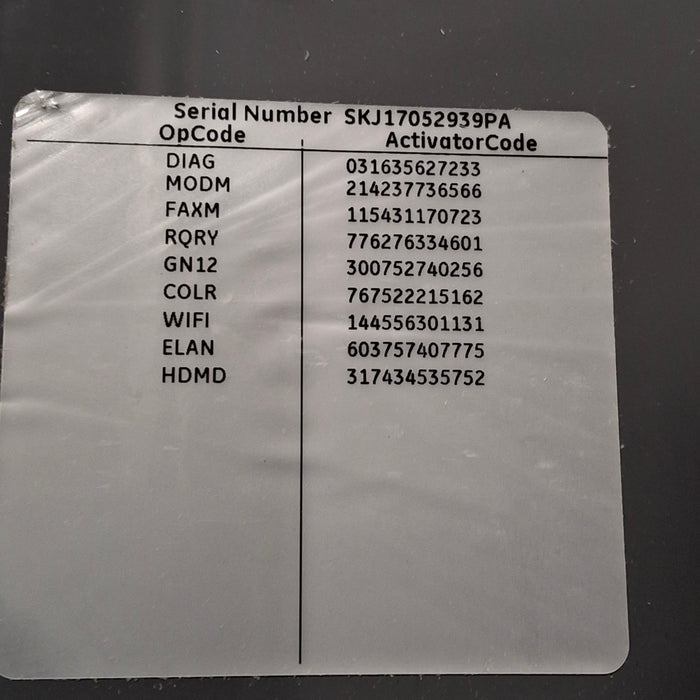 Serial Number SKJ17052939PA
OpCode ActivatorCode
DIAG 031635627233
MODM 214237736566
FAXM 115431170723
RQRY 776276334601
GN12 300752740256
COLR 767522215162
WIFI 144556301131
ELAN 603757407775
HDMD 317434535752